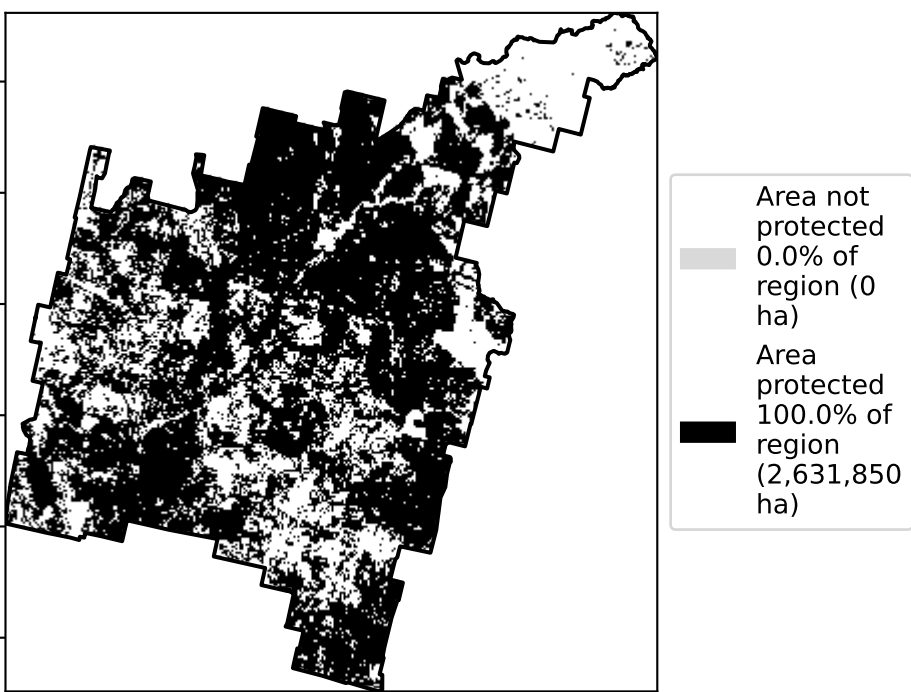 Area not
protected
0.0% of
region (0
ha)
Area
protected
100.0% of
region
(2,631,850
ha)